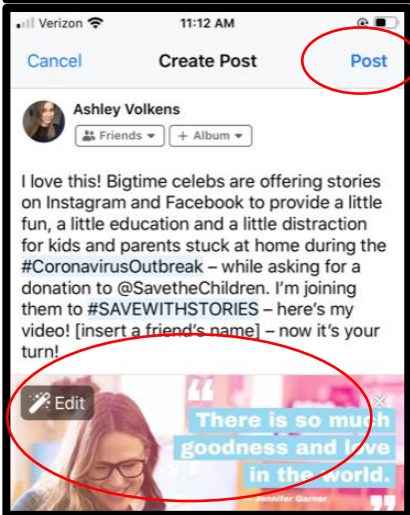 Verizon 11:12 AM
Cancel Create Post Post
Ashley Volkens
Friends + Album
I love this! Bigtime celebs are offering stories
on Instagram and Facebook to provide a little
fun, a little education and a little distraction
for kids and parents stuck at home during the
#CoronavirusOutbreak – while asking for a
donation to @SavetheChildren. I’m joining
them to #SAVEWITHSTORIES – here’s my
video! [insert a friend’s name] – now it’s your
turn!
Edit
“
There is so much
goodness and love
in the world.
Jennifer Garner